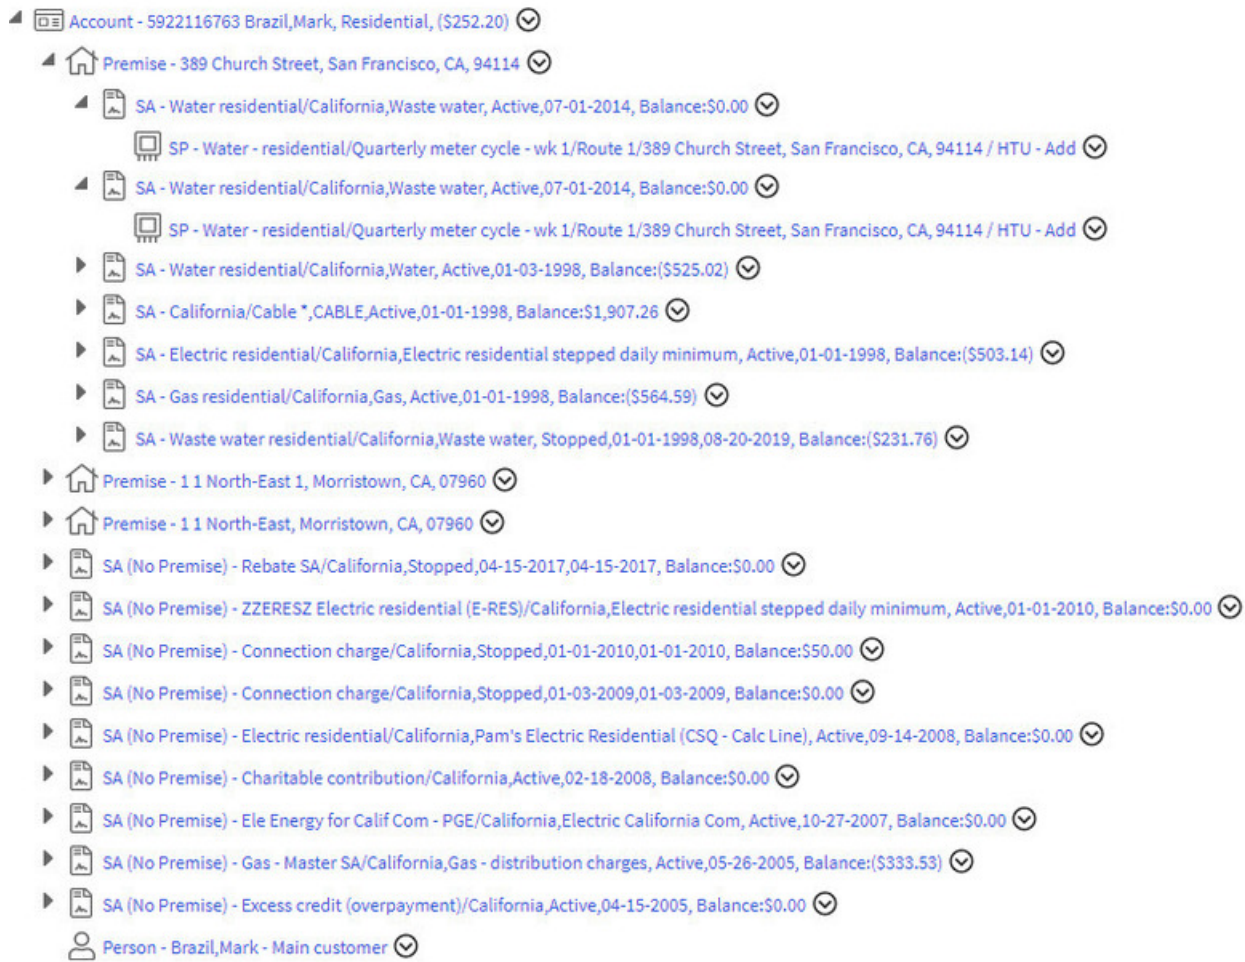 Account - 5922116763 Brazil,Mark, Residential, ($252.20)
Premise - 389 Church Street, San Francisco, CA, 94114
SA - Water residential/California,Waste water, Active,07-01-2014, Balance:$0.00
SP - Water - residential/Quarterly meter cycle - wk 1/Route 1/389 Church Street, San Francisco, CA, 94114 / HTU - Add
SA - Water residential/California,Waste water, Active,07-01-2014, Balance:$0.00
SP - Water - residential/Quarterly meter cycle - wk 1/Route 1/389 Church Street, San Francisco, CA, 94114 / HTU - Add
SA - Water residential/California,Water, Active,01-03-1998, Balance:($525.02)
SA - California/Cable *,CABLE,Active,01-01-1998, Balance:$1,907.26
SA - Electric residential/California,Electric residential stepped daily minimum, Active,01-01-1998, Balance:($503.14)
SA - Gas residential/California,Gas, Active,01-01-1998, Balance:($564.59)
SA - Waste water residential/California,Waste water, Stopped,01-01-1998,08-20-2019, Balance:($231.76)
Premise - 1 1 North-East 1, Morristown, CA, 07960
Premise - 1 1 North-East, Morristown, CA, 07960
SA (No Premise) - Rebate SA/California,Stopped,04-15-2017,04-15-2017, Balance:$0.00
SA (No Premise) - ZZERESZ Electric residential (E-RES)/California,Electric residential stepped daily minimum, Active,01-01-2010, Balance:$0.00
SA (No Premise) - Connection charge/California,Stopped,01-01-2010,01-01-2010, Balance:$50.00
SA (No Premise) - Connection charge/California,Stopped,01-03-2009,01-03-2009, Balance:$0.00
SA (No Premise) - Electric residential/California,Pam's Electric Residential (CSQ - Calc Line), Active,09-14-2008, Balance:$0.00
SA (No Premise) - Charitable contribution/California,Active,02-18-2008, Balance:$0.00
SA (No Premise) - Ele Energy for Calif Com - PGE/California,Electric California Com, Active,10-27-2007, Balance:$0.00
SA (No Premise) - Gas - Master SA/California,Gas - distribution charges, Active,05-26-2005, Balance:($333.53)
SA (No Premise) - Excess credit (overpayment)/California,Active,04-15-2005, Balance:$0.00
Person - Brazil,Mark - Main customer